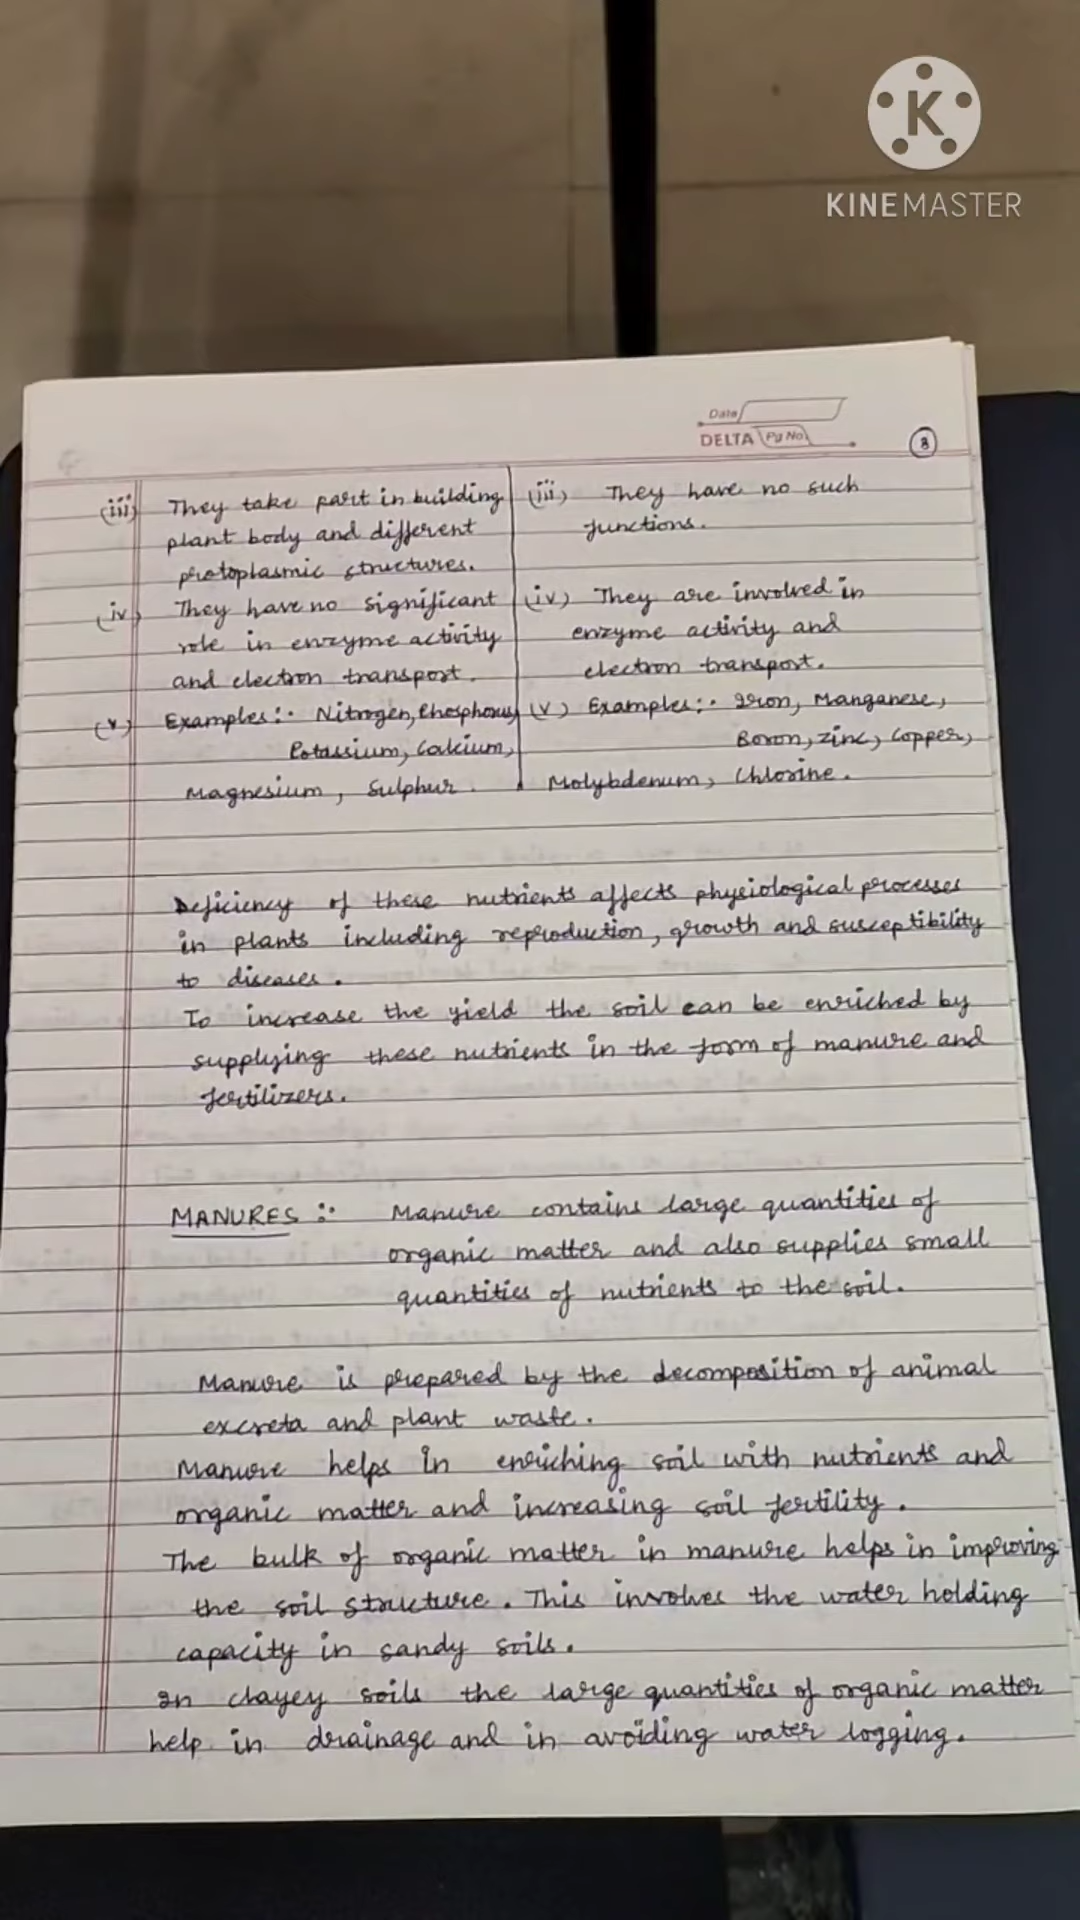 K
KINEMASTER
Date
DELTA Pg No
8
(iii) They take part in building
plant body and different
protoplasmic structures.
(iv) They have no significant
role in enzyme activity
and electron transport.
(v) Examples:- Nitrogen, Phosphorus,
Potassium, Calcium,
Magnesium, Sulphur.
(iii) They have no such
functions.
(iv) They are involved in
enzyme activity and
electron transport.
(v) Examples:- Iron, Manganese,
Boron, Zinc, Copper,
Molybdenum, Chlorine.
Deficiency of these nutrients affects physiological processes
in plants including reproduction, growth and susceptibility
to diseases.
To increase the yield the soil can be enriched by
supplying these nutrients in the form of manure and
fertilizers.
MANURES :- Manure contains large quantities of
organic matter and also supplies small
quantities of nutrients to the soil.
Manure is prepared by the decomposition of animal
excreta and plant waste.
Manure helps in enriching soil with nutrients and
organic matter and increasing soil fertility.
The bulk of organic matter in manure helps in improving
the soil structure. This involves the water holding
capacity in sandy soils.
In clayey soils the large quantities of organic matter
help in drainage and in avoiding water logging.